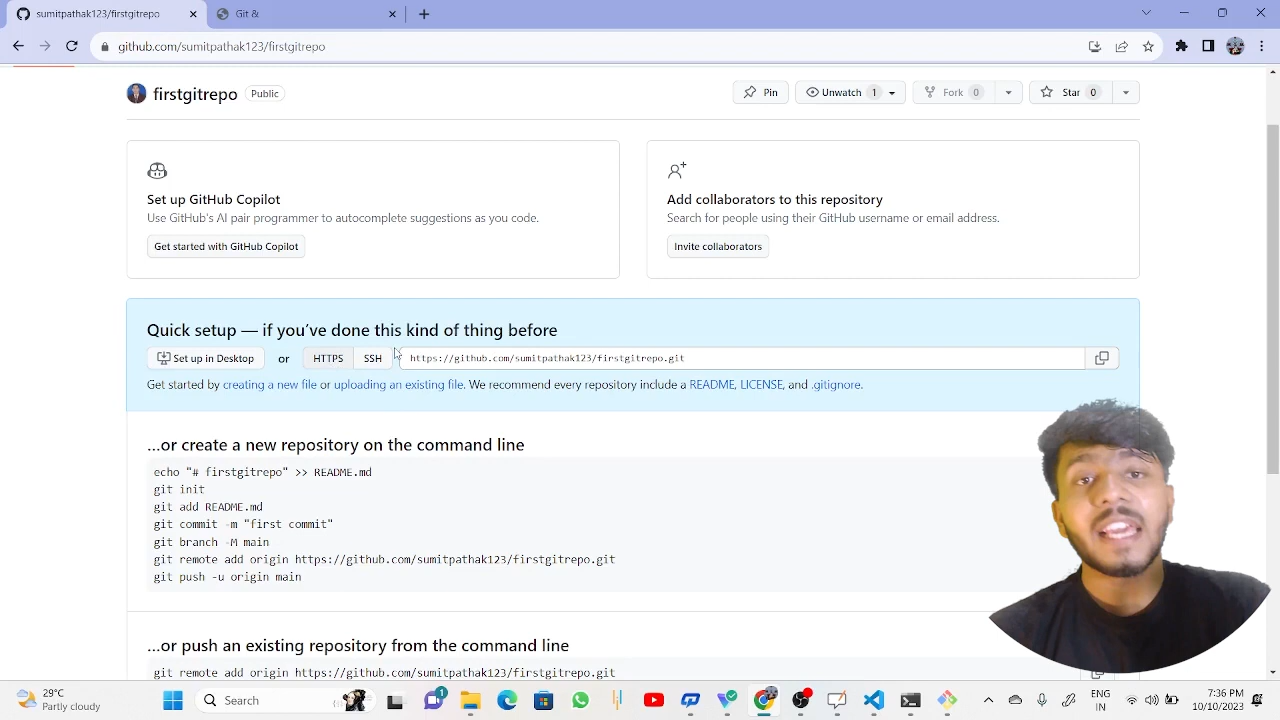 sumitpathak123/firstgitrepo
Git &
github.com/sumitpathak123/firstgitrepo
firstgitrepo Public
Pin
Unwatch 1
Fork 0
Star 0
Set up GitHub Copilot
Use GitHub's AI pair programmer to autocomplete suggestions as you code.
Get started with GitHub Copilot
Add collaborators to this repository
Search for people using their GitHub username or email address.
Invite collaborators
Quick setup — if you've done this kind of thing before
Set up in Desktop or HTTPS SSH https://github.com/sumitpathak123/firstgitrepo.git
Get started by creating a new file or uploading an existing file. We recommend every repository include a README, LICENSE, and .gitignore.
...or create a new repository on the command line
echo "# firstgitrepo" >> README.md
git init
git add README.md
git commit -m "first commit"
git branch -M main
git remote add origin https://github.com/sumitpathak123/firstgitrepo.git
git push -u origin main
...or push an existing repository from the command line
git remote add origin https://github.com/sumitpathak123/firstgitrepo.git
29°C
Partly cloudy
Search
1
ENG
IN
7:36 PM
10/10/2023